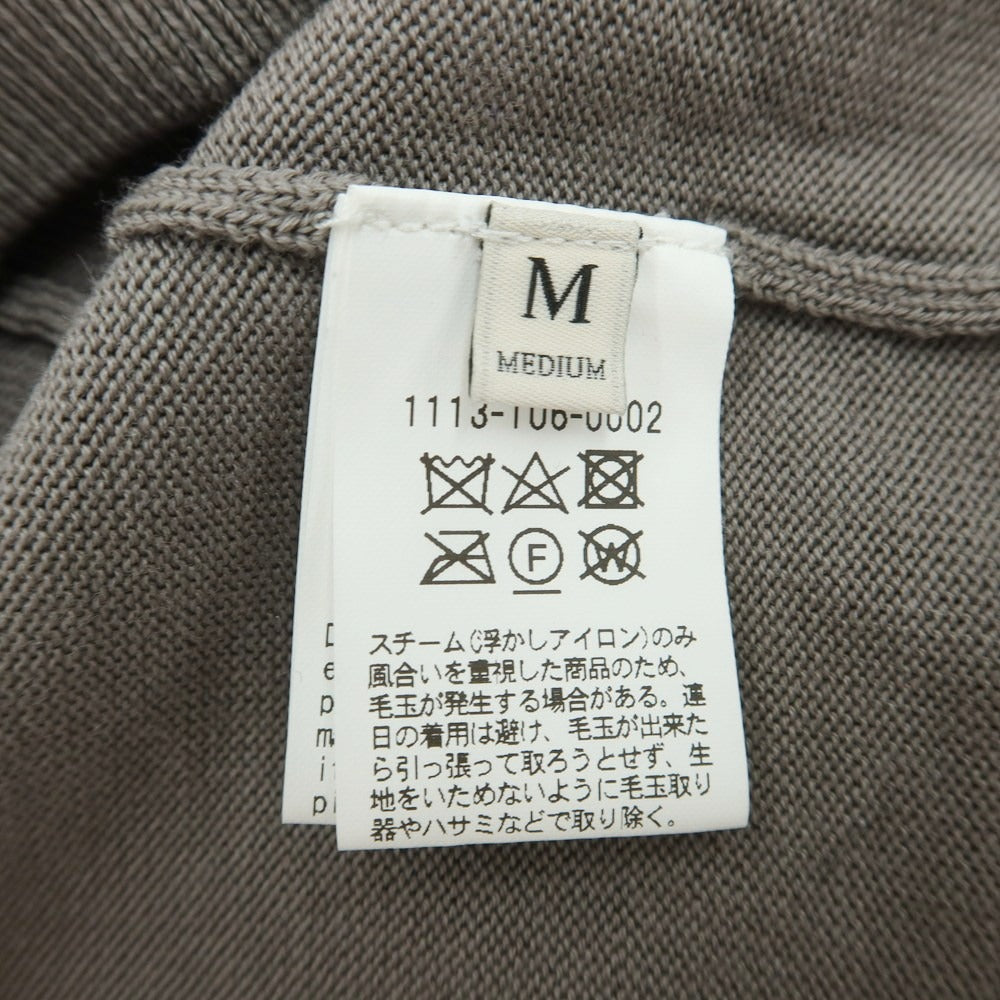 M
MEDIUM
1113-106-0002
F
W
スチーム(浮かしアイロン)のみ
風合いを重視した商品のため、
毛玉が発生する場合がある。連
日の着用は避け、毛玉が出来た
ら引っ張って取ろうとせず、生
地をいためないように毛玉取り
器やハサミなどで取り除く。